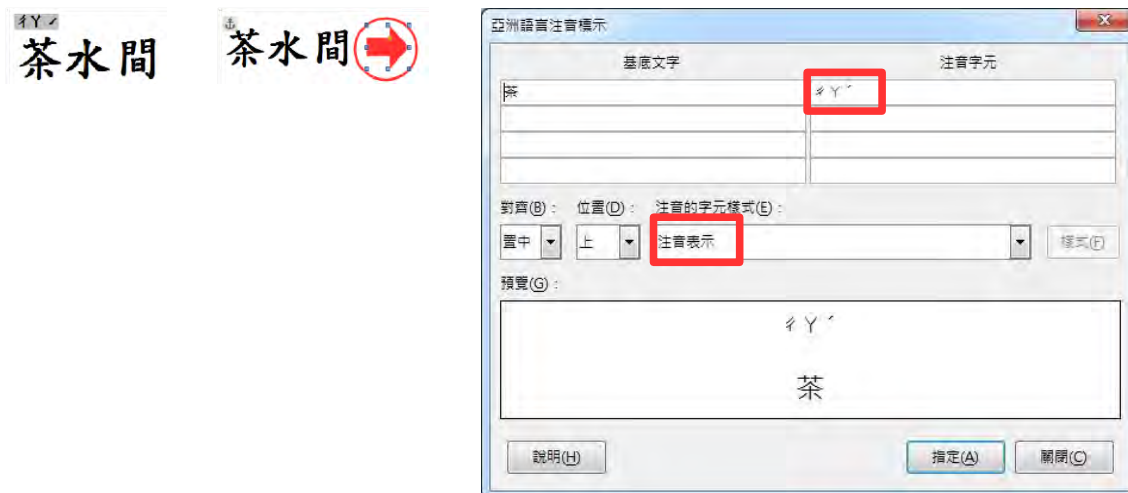 ㄔㄚˊ
茶水間
茶水間
亞洲語言注音標示
基底文字 注音字元
茶 ㄔㄚˊ
對齊(B)： 位置(D)： 注音的字元樣式(E)：
置中 上 注音表示 樣式(F)
預覽(G)：
ㄔㄚˊ
茶
說明(H) 指定(A) 關閉(C)